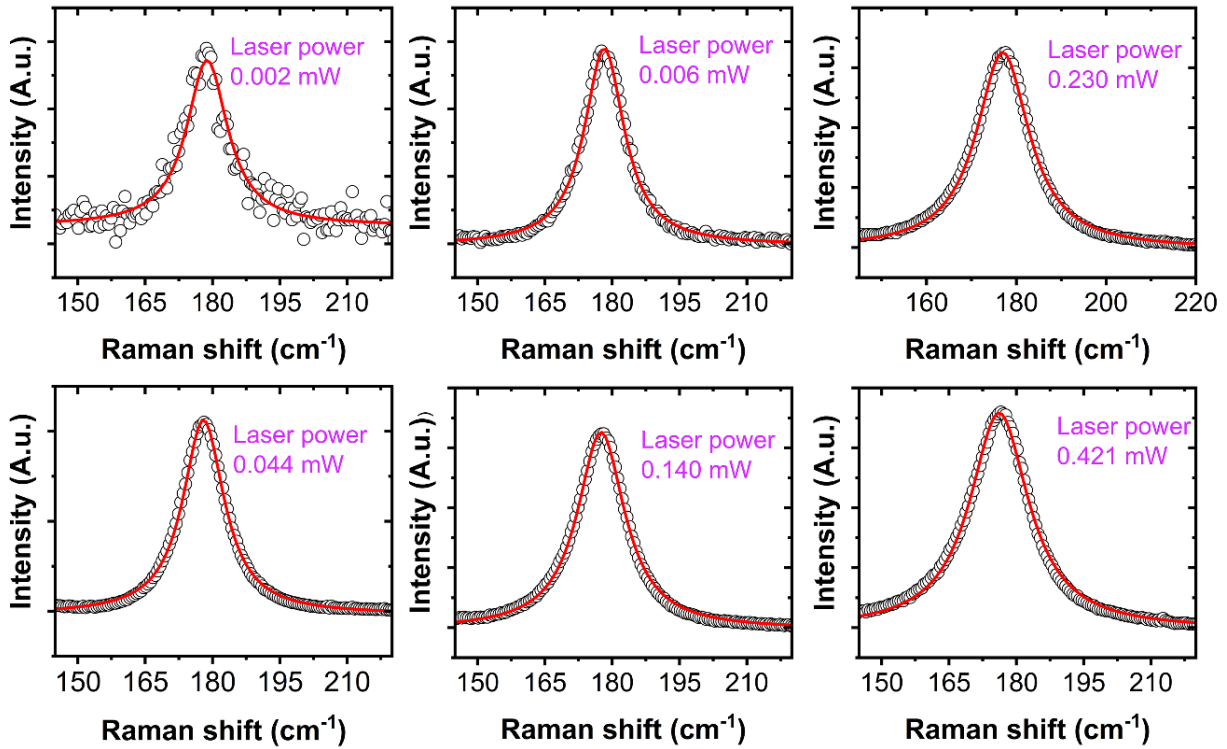 Intensity (A.u.)
Laser power
0.002 mW
150 165 180 195 210
Raman shift (cm-1)
Intensity (A.u.)
Laser power
0.006 mW
150 165 180 195 210
Raman shift (cm-1)
Intensity (A.u.)
Laser power
0.230 mW
160 180 200 220
Raman shift (cm-1)
Intensity (A.u.)
Laser power
0.044 mW
150 165 180 195 210
Raman shift (cm-1)
Intensity (A.u.)
Laser power
0.140 mW
150 165 180 195 210
Raman shift (cm-1)
Intensity (A.u.)
Laser power
0.421 mW
150 165 180 195 210
Raman shift (cm-1)